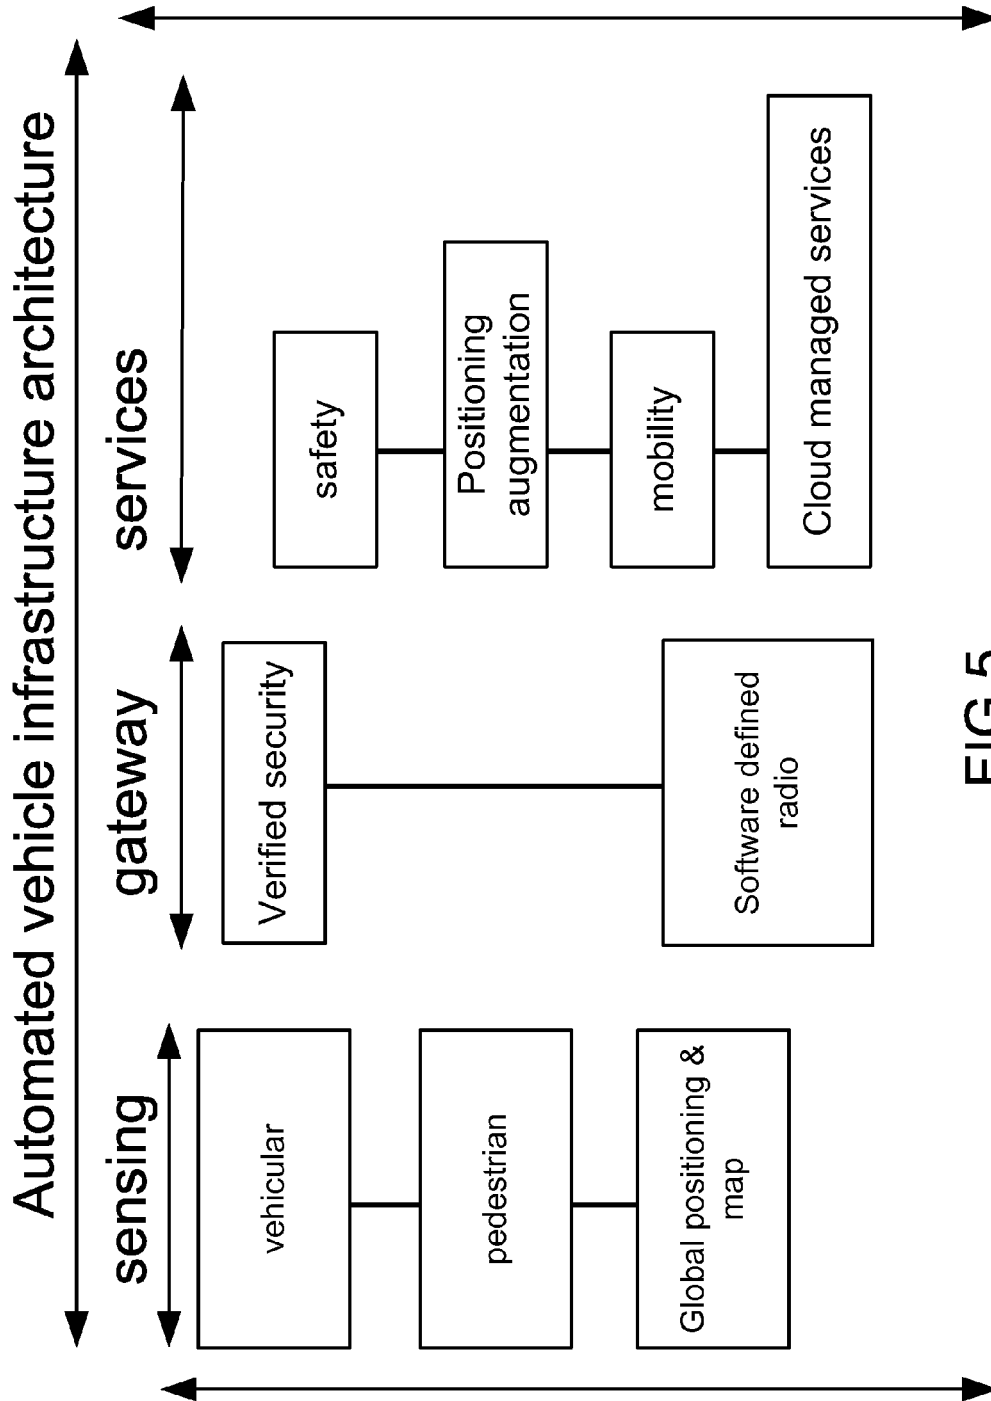 Automated vehicle infrastructure architecture
sensing
vehicular
pedestrian
Global positioning &
map
gateway
Verified security
Software defined
radio
services
safety
Positioning
augmentation
mobility
Cloud managed services
FIG 5